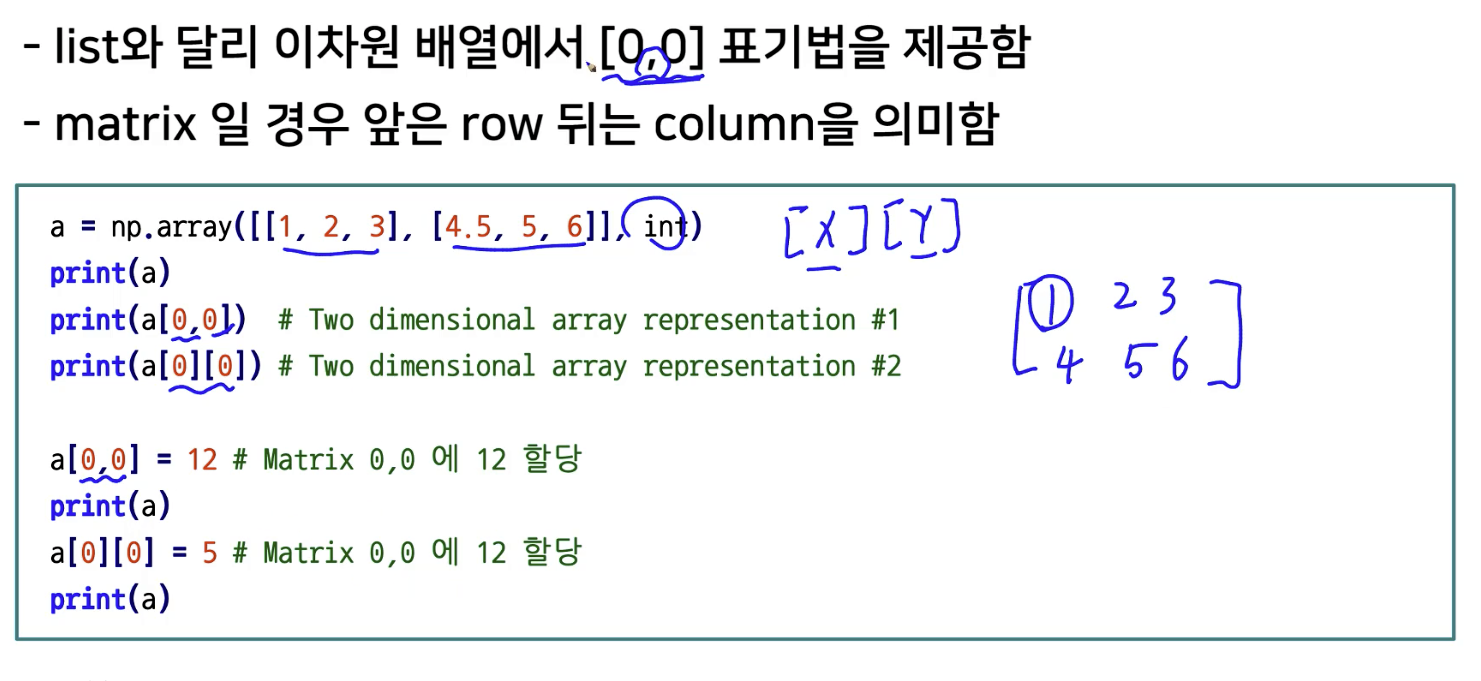 - list와 달리 이차원 배열에서 [0,0] 표기법을 제공함
- matrix 일 경우 앞은 row 뒤는 column을 의미함
a = np.array([[1, 2, 3], [4.5, 5, 6]], int)
[X][Y]
print(a)
print(a[0,0]) # Two dimensional array representation #1
print(a[0][0]) # Two dimensional array representation #2
1 2 3
4 5 6
a[0,0] = 12 # Matrix 0,0 에 12 할당
print(a)
a[0][0] = 5 # Matrix 0,0 에 12 할당
print(a)